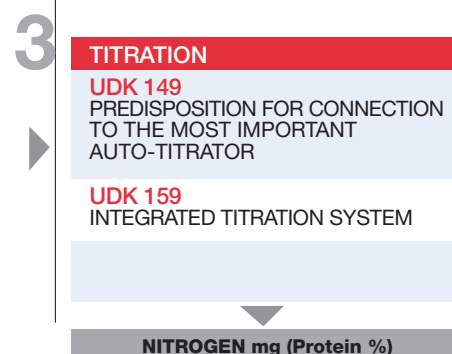 3
TITRATION
UDK 149
PREDISPOSITION FOR CONNECTION
TO THE MOST IMPORTANT
AUTO-TITRATOR
UDK 159
INTEGRATED TITRATION SYSTEM
NITROGEN mg (Protein %)